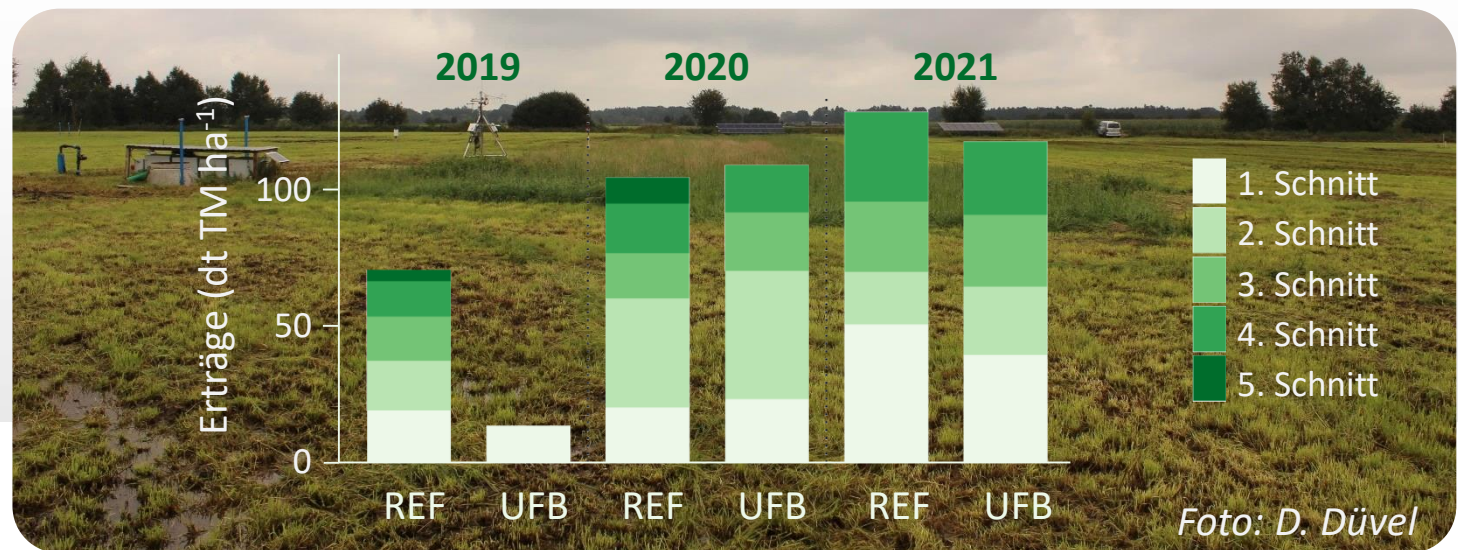 2019 2020 2021
Erträge (dt TM ha⁻¹)
100
50
0
REF UFB REF UFB REF UFB
1. Schnitt
2. Schnitt
3. Schnitt
4. Schnitt
5. Schnitt
Foto: D. Düvel